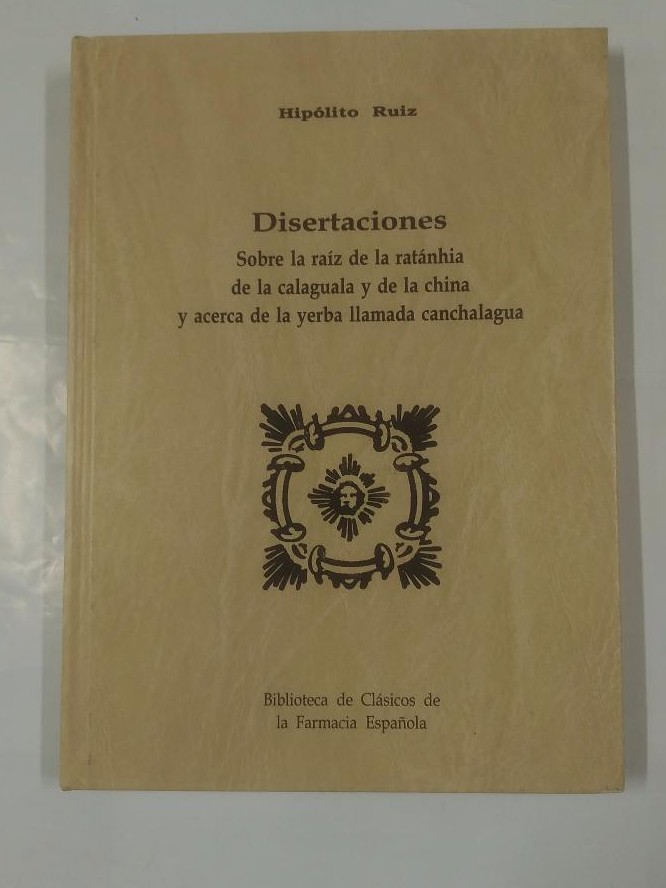 Hipólito Ruiz
Disertaciones
Sobre la raíz de la ratánhia
de la calaguala y de la china
y acerca de la yerba llamada canchalagua
Biblioteca de Clásicos de
la Farmacia Española